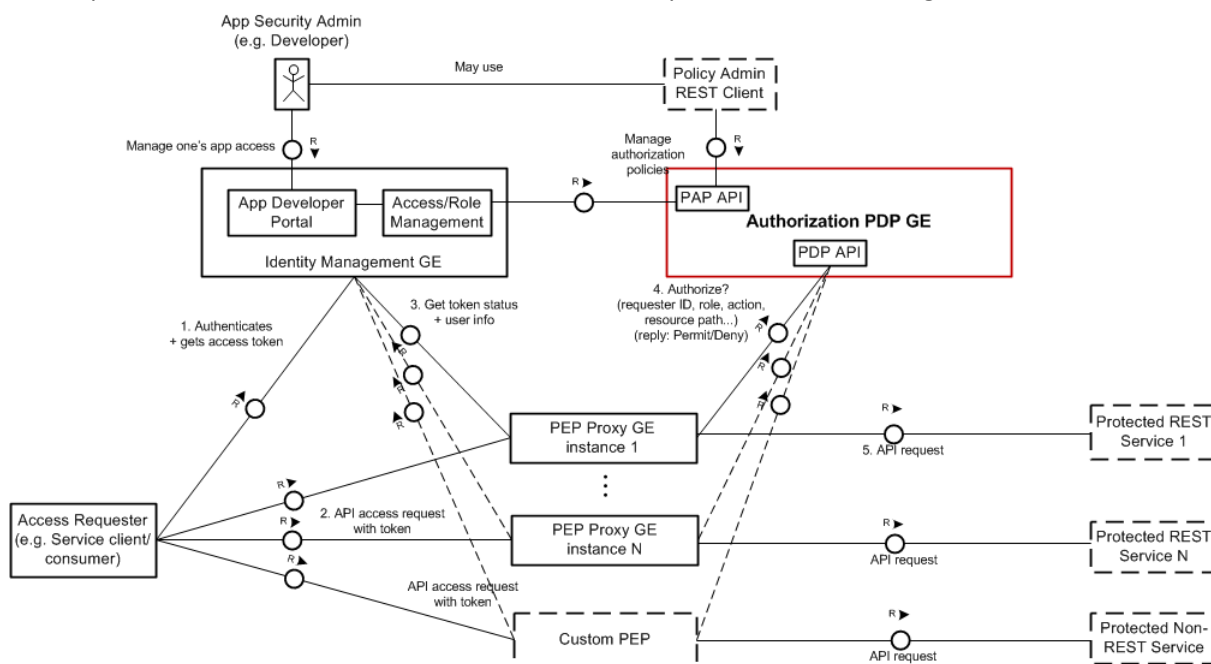 App Security Admin
(e.g. Developer)
May use
Policy Admin
REST Client
R
Manage one's app access
Manage
authorization
policies
R
R
App Developer
Portal
Access/Role
Management
Identity Management GE
PAP API
Authorization PDP GE
PDP API
1. Authenticates
+ gets access token
3. Get token status
+ user info
4. Authorize?
(requester ID, role, action,
resource path...)
(reply: Permit/Deny)
R
R
R
R
R
R
R
PEP Proxy GE
instance 1
R
5. API request
Protected REST
Service 1
R
Access Requester
(e.g. Service client/
consumer)
2. API access request
with token
R
PEP Proxy GE
instance N
R
API request
Protected REST
Service N
R
API access request
with token
Custom PEP
R
API request
Protected Non-
REST Service